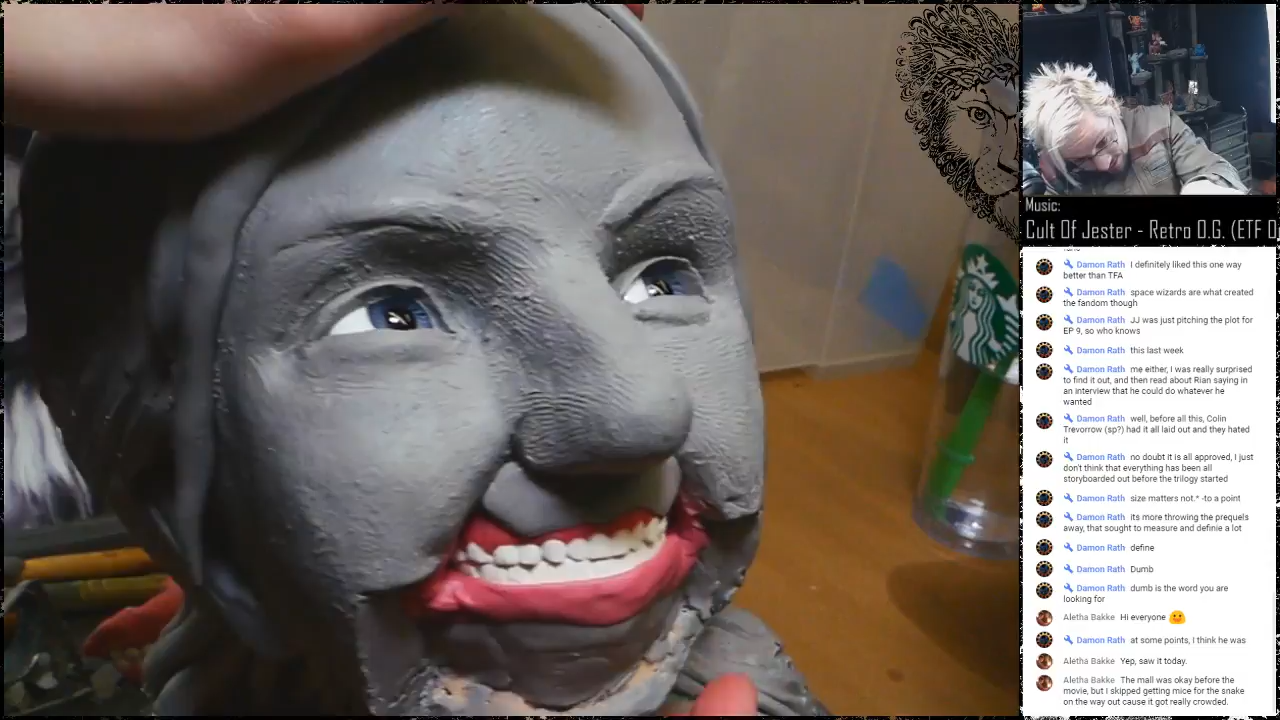 Music:
Cult Of Jester - Retro O.G. (ETF O
Damon Rath I definitely liked this one way
better than TFA
Damon Rath space wizards are what created
the fandom though
Damon Rath JJ was just pitching the plot for
EP 9, so who knows
Damon Rath this last week
Damon Rath me either, I was really surprised
to find it out, and then read about Rian saying in
an interview that he could do whatever he
wanted
Damon Rath well, before all this, Colin
Trevorrow (sp?) had it all laid out and they hated
it
Damon Rath no doubt it is all approved, I just
don't think that everything has been all
storyboarded out before the trilogy started
Damon Rath size matters not.* -to a point
Damon Rath its more throwing the prequels
away, that sought to measure and definie a lot
Damon Rath define
Damon Rath Dumb
Damon Rath dumb is the word you are
looking for
Aletha Bakke Hi everyone
Damon Rath at some points, I think he was
Aletha Bakke Yep, saw it today.
Aletha Bakke The mall was okay before the
movie, but I skipped getting mice for the snake
on the way out cause it got really crowded.